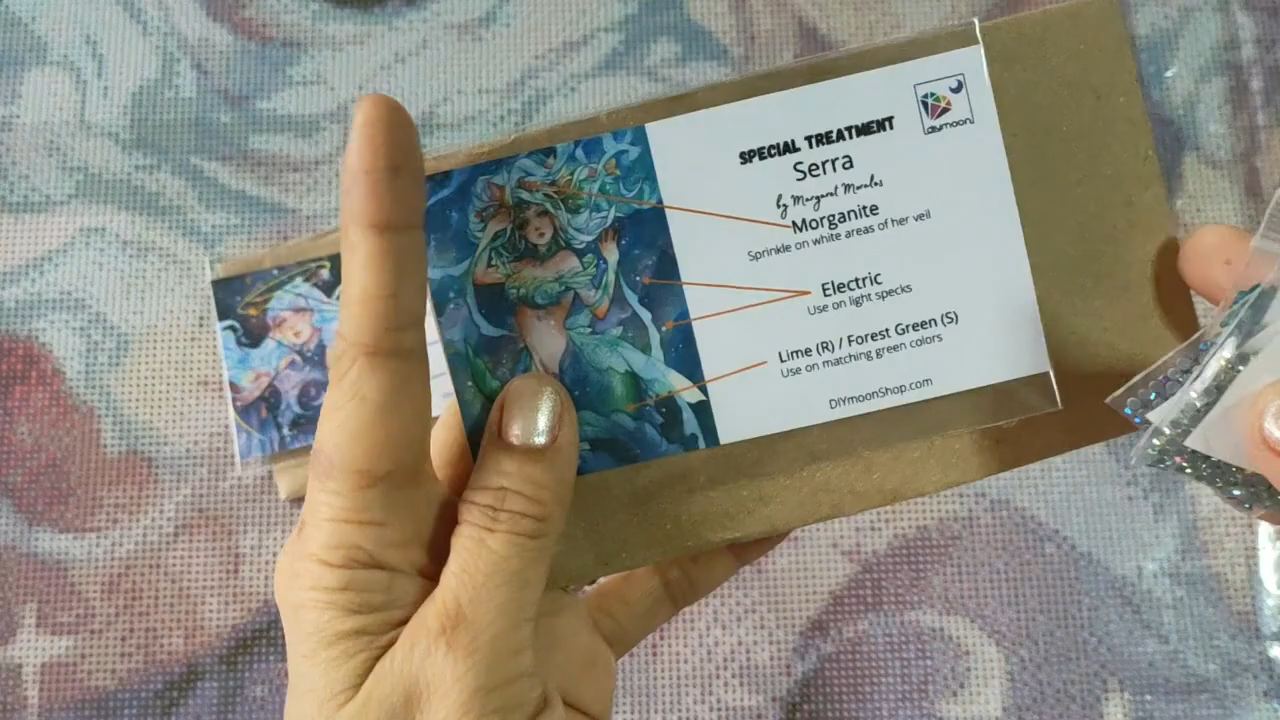 diymoon
SPECIAL TREATMENT
Serra
by Margaret Morales
Morganite
Sprinkle on white areas of her veil
Electric
Use on light specks
Lime (R) / Forest Green (S)
Use on matching green colors
DIYmoonShop.com